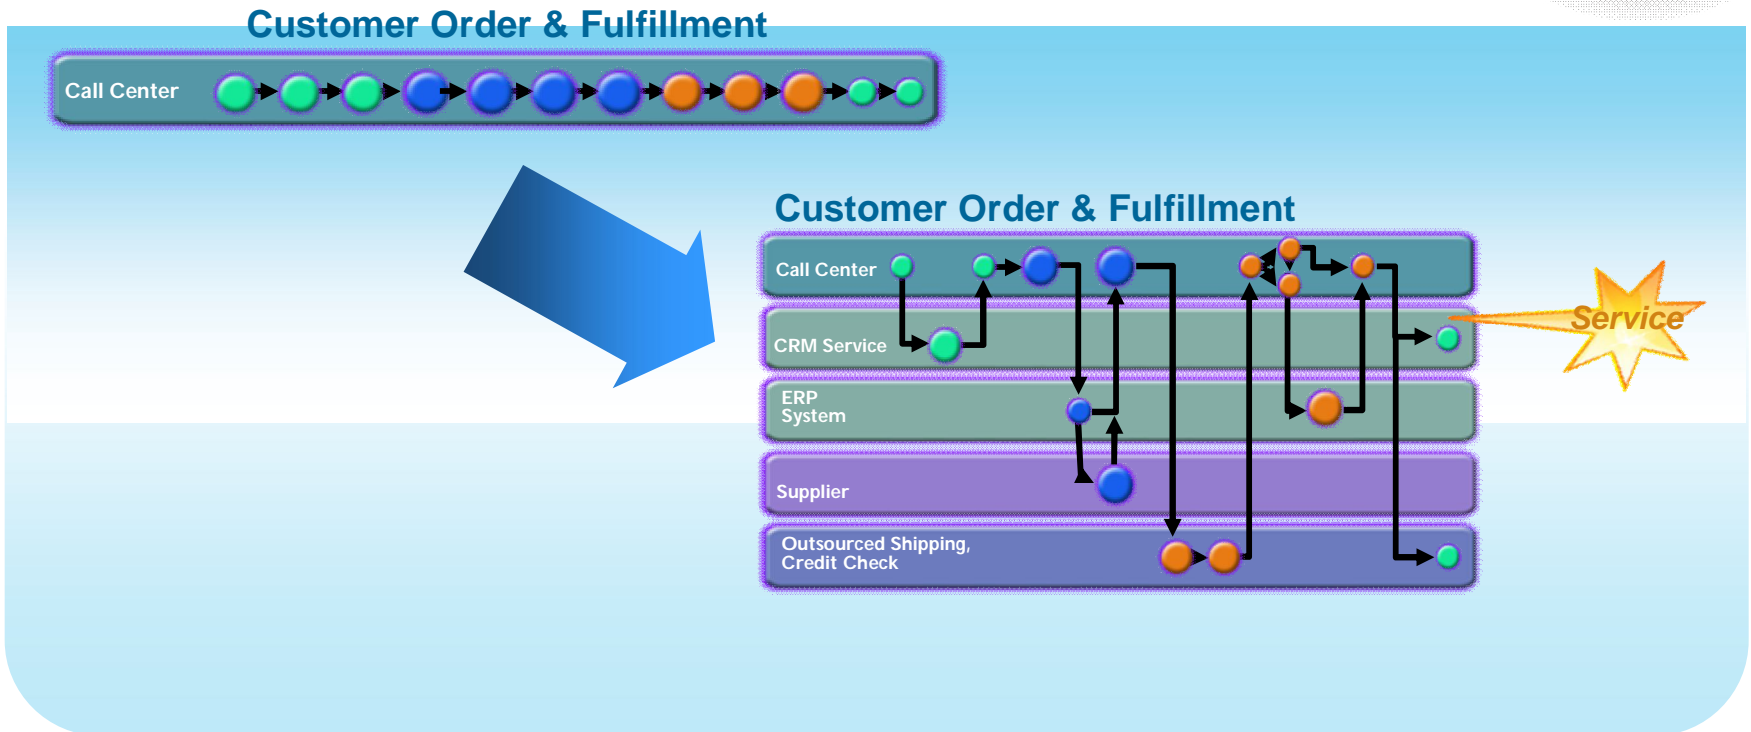 Customer Order & Fulfillment
Call Center
Customer Order & Fulfillment
Call Center
CRM Service
Service
ERP
System
Supplier
Outsourced Shipping,
Credit Check